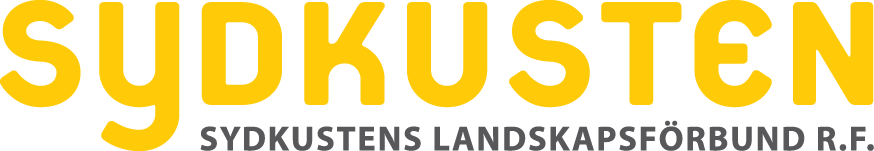 SYDKUSTEN
SYDKUSTENS LANDSKAPSFÖRBUND R.F.